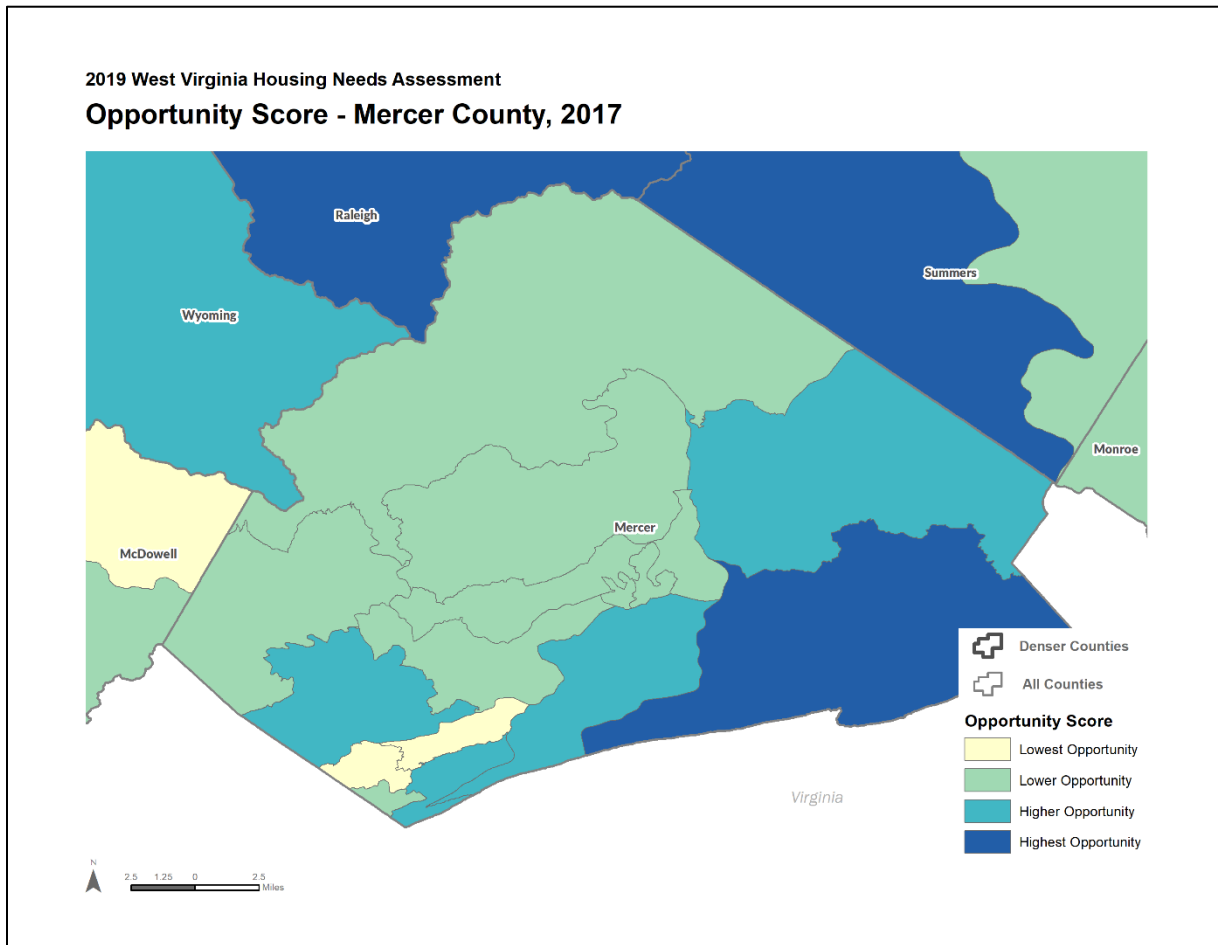 2019 West Virginia Housing Needs Assessment
Opportunity Score - Mercer County, 2017
Raleigh
Summers
Wyoming
Monroe
Mercer
McDowell
Denser Counties
All Counties
Opportunity Score
Lowest Opportunity
Lower Opportunity
Higher Opportunity
Highest Opportunity
Virginia
N
2.5 1.25 0 2.5
Miles